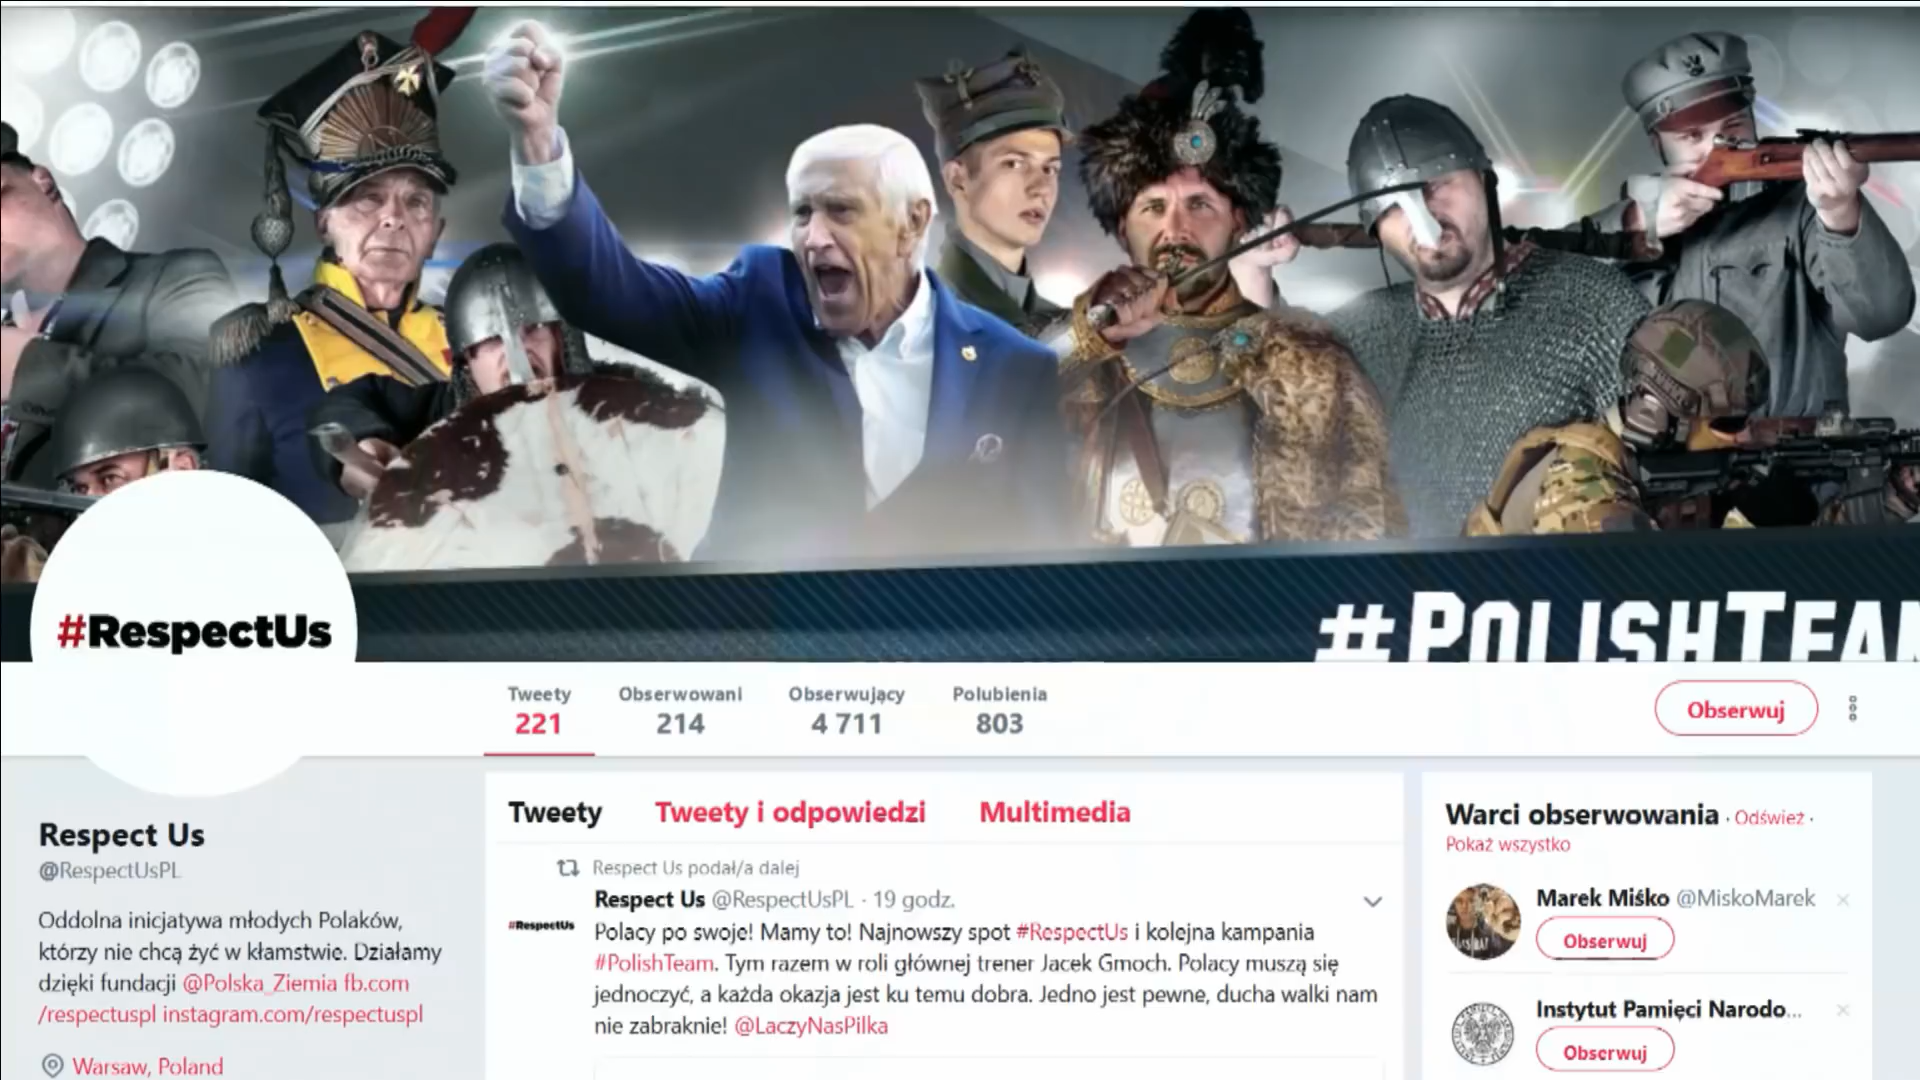 #POLISHTEAM
#RespectUs
Tweety
221
Obserwowani
214
Obserwujący
4 711
Polubienia
803
Obserwuj
Respect Us
@RespectUsPL
Oddolna inicjatywa młodych Polaków,
którzy nie chcą żyć w kłamstwie. Działamy
dzięki fundacji @Polska_Ziemia fb.com
/respectuspl instagram.com/respectuspl
Warsaw, Poland
Tweety Tweety i odpowiedzi Multimedia
Respect Us podał/a dalej
#RespectUs
Respect Us @RespectUsPL · 19 godz.
Polacy po swoje! Mamy to! Najnowszy spot #RespectUs i kolejna kampania
#PolishTeam. Tym razem w roli głównej trener Jacek Gmoch. Polacy muszą się
jednoczyć, a każda okazja jest ku temu dobra. Jedno jest pewne, ducha walki nam
nie zabraknie! @LaczyNasPilka
Warci obserwowania · Odśwież ·
Pokaż wszystko
Marek Miśko @MiskoMarek
Obserwuj
Instytut Pamięci Narodo...
Obserwuj